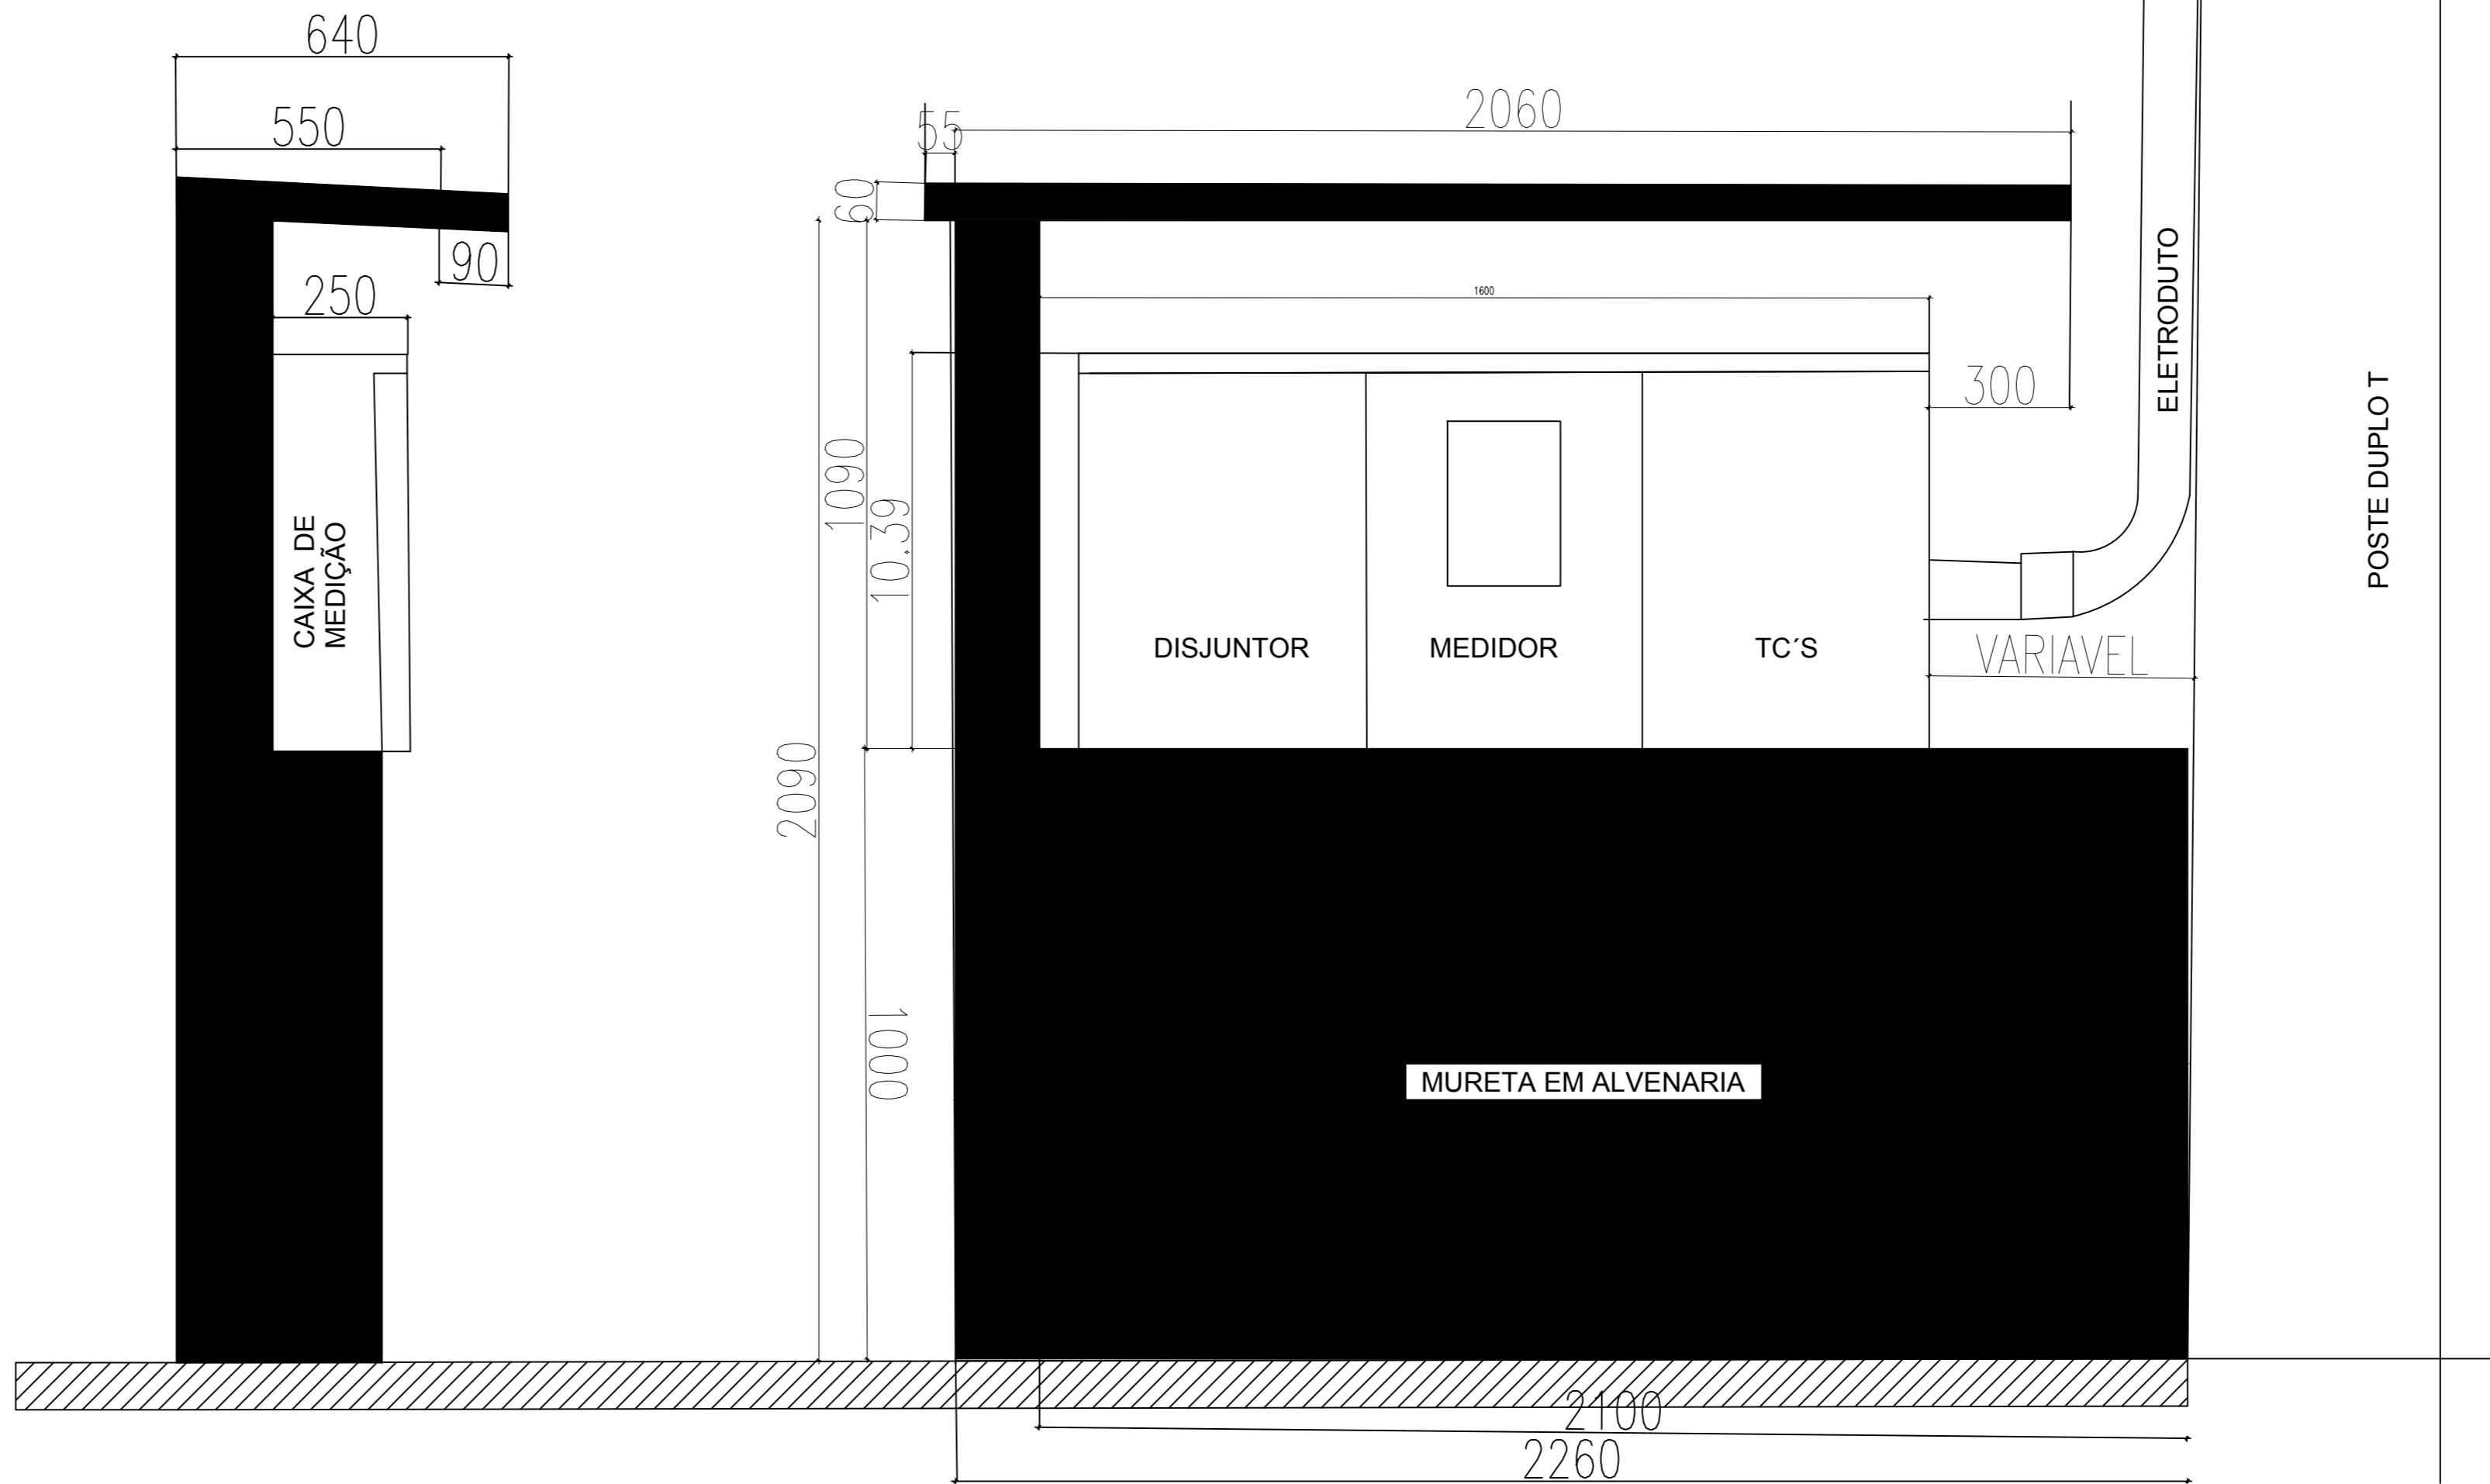 640
550
90
250
CAIXA DE
MEDIÇÃO
55
2060
60
1600
300
1090
10.39
2090
1000
DISJUNTOR
MEDIDOR
TC´S
VARIAVEL
ELETRODUTO
POSTE DUPLO T
MURETA EM ALVENARIA
2100
2260